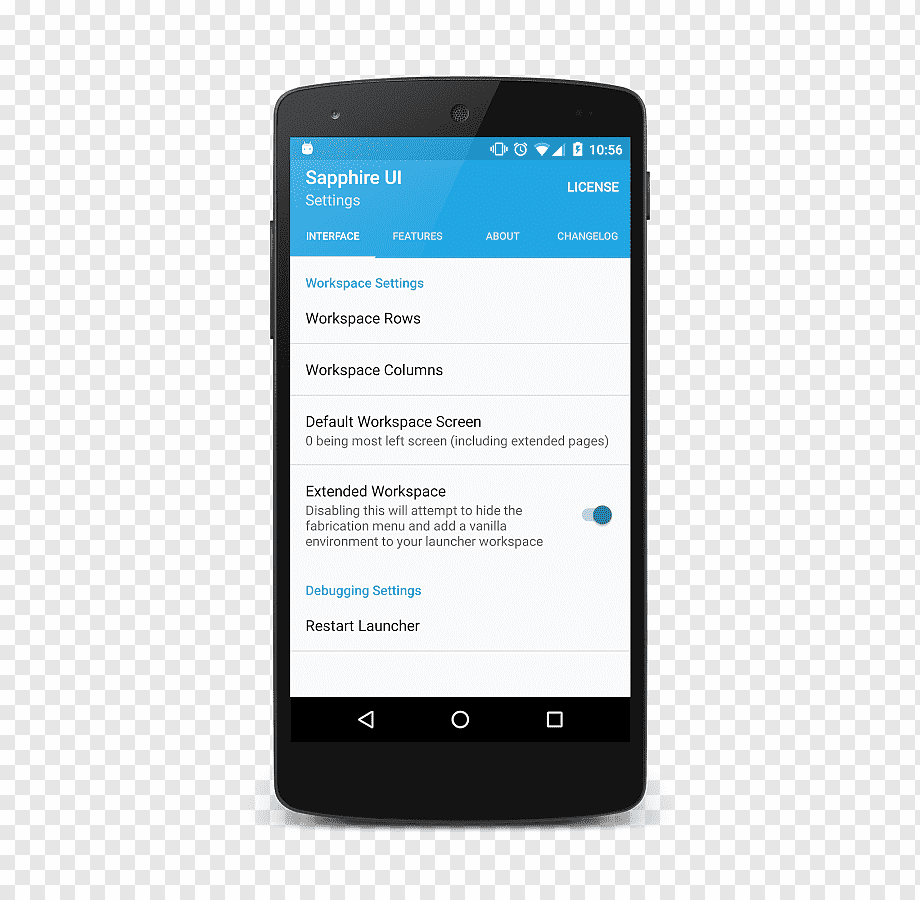 10:56
Sapphire UI
Settings
LICENSE
INTERFACE FEATURES ABOUT CHANGELOG
Workspace Settings
Workspace Rows
Workspace Columns
Default Workspace Screen
0 being most left screen (including extended pages)
Extended Workspace
Disabling this will attempt to hide the
fabrication menu and add a vanilla
environment to your launcher workspace
Debugging Settings
Restart Launcher